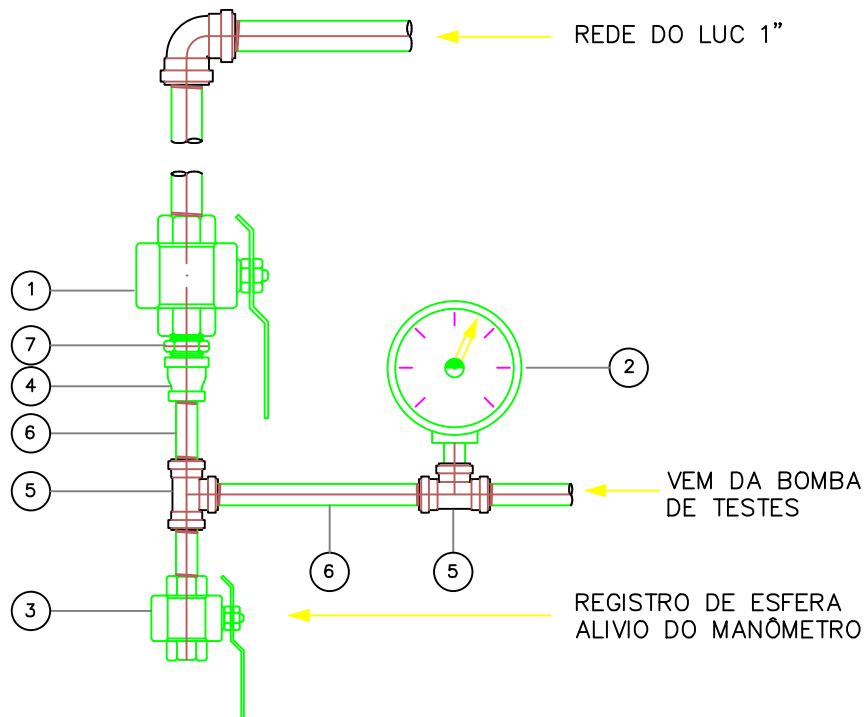 REDE DO LUC 1”
1
7
2
4
6
5
VEM DA BOMBA
DE TESTES
6
5
3
REGISTRO DE ESFERA
ALIVIO DO MANÔMETRO